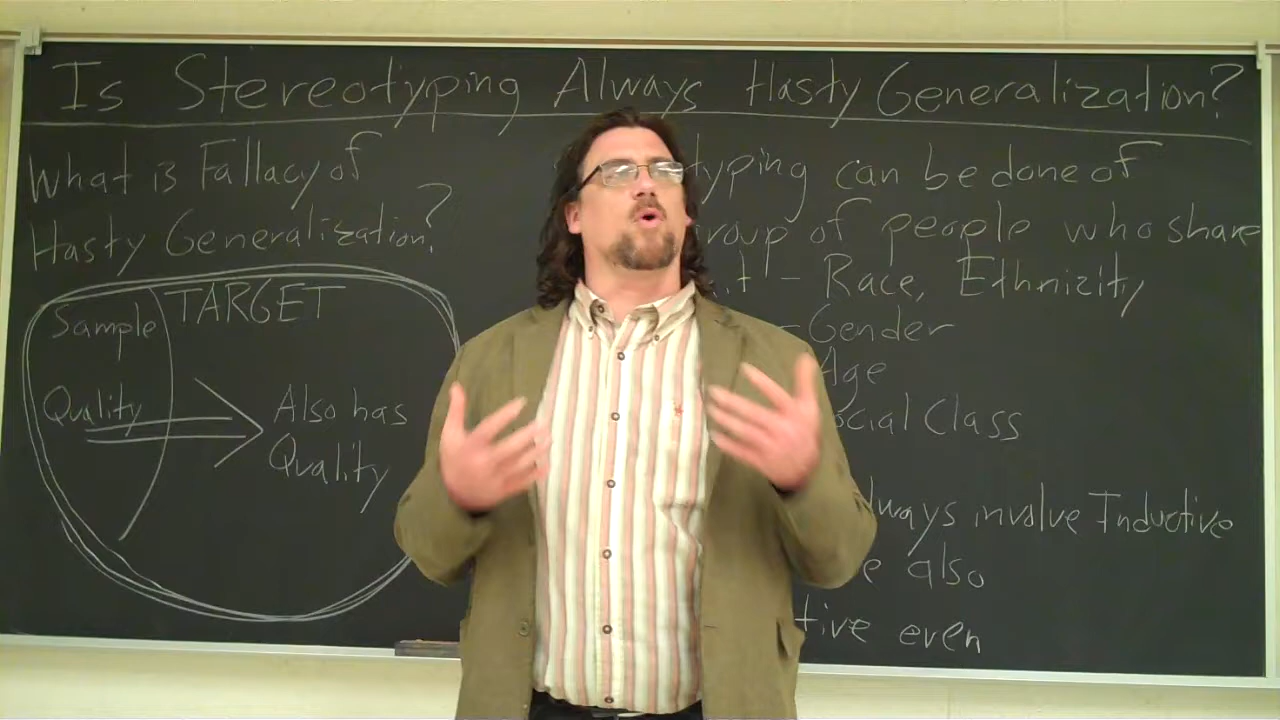 Is Stereotyping Always Hasty Generalization?
What is Fallacy of
Hasty Generalization?
Sample TARGET
Quality Also has
Quality
typing can be done of
roup of people who share
it - Race, Ethnizity
- Gender
Age
ocial Class
lways involve Inductive
e also
tive even